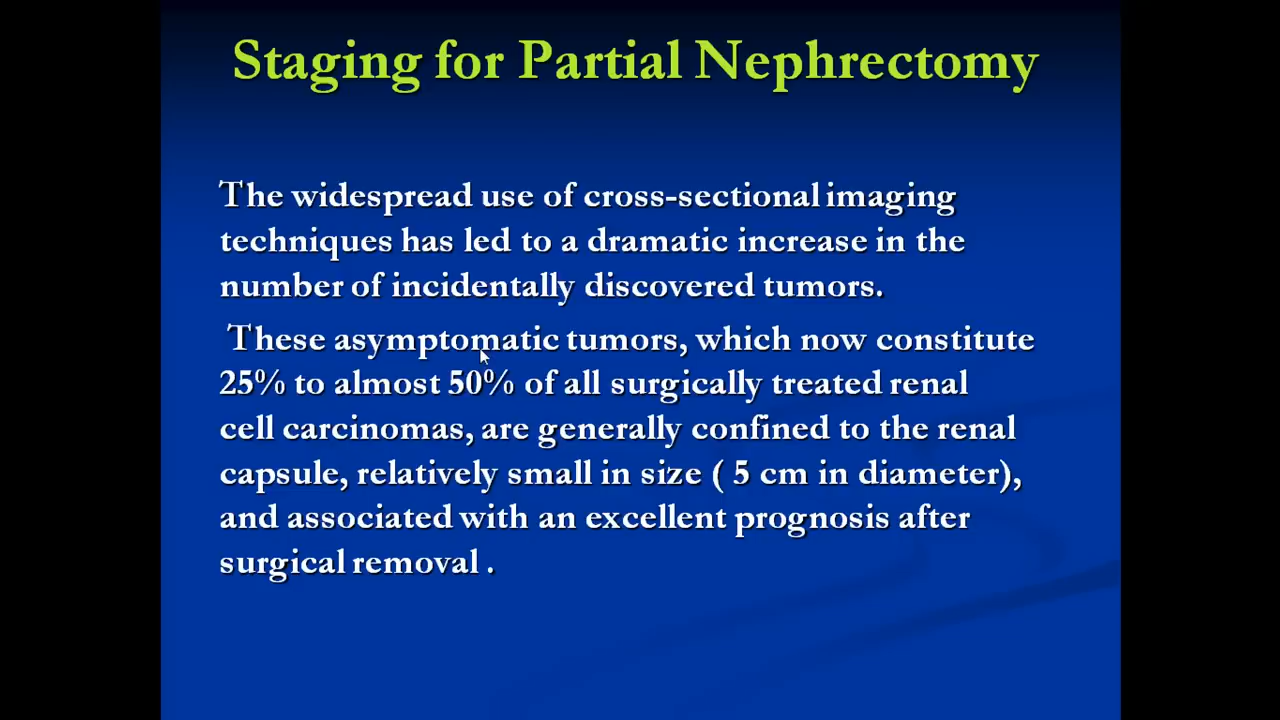 Staging for Partial Nephrectomy
The widespread use of cross-sectional imaging
techniques has led to a dramatic increase in the
number of incidentally discovered tumors.
These asymptomatic tumors, which now constitute
25% to almost 50% of all surgically treated renal
cell carcinomas, are generally confined to the renal
capsule, relatively small in size ( 5 cm in diameter),
and associated with an excellent prognosis after
surgical removal .